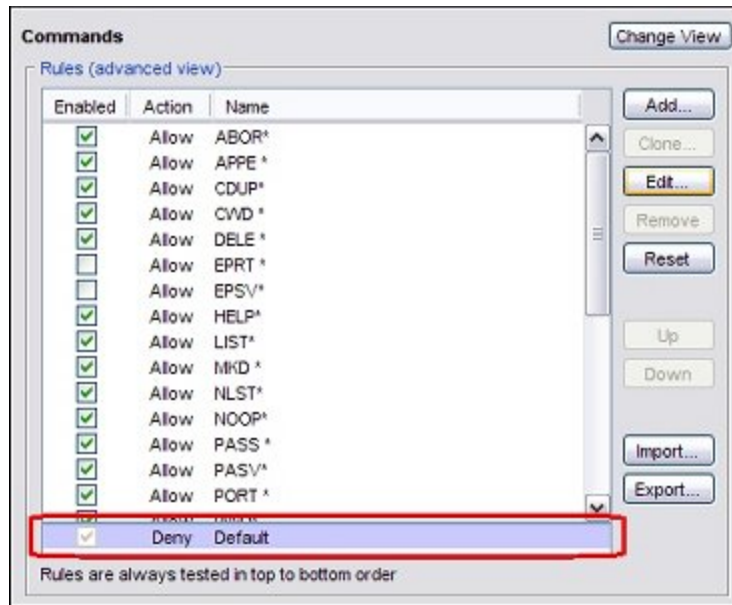 Commands
Change View
Rules (advanced view)
Enabled Action Name
Add...
Allow ABOR*
Clone...
Allow APPE *
Allow CDUP*
Edit...
Allow CWD *
Remove
Allow DELE *
Allow EPRT *
Reset
Allow EPSV*
Allow HELP*
Allow LIST*
Up
Allow MKD *
Down
Allow NLST*
Allow NOOP*
Allow PASS *
Import...
Allow PASV*
Export...
Allow PORT *
Deny Default
Rules are always tested in top to bottom order